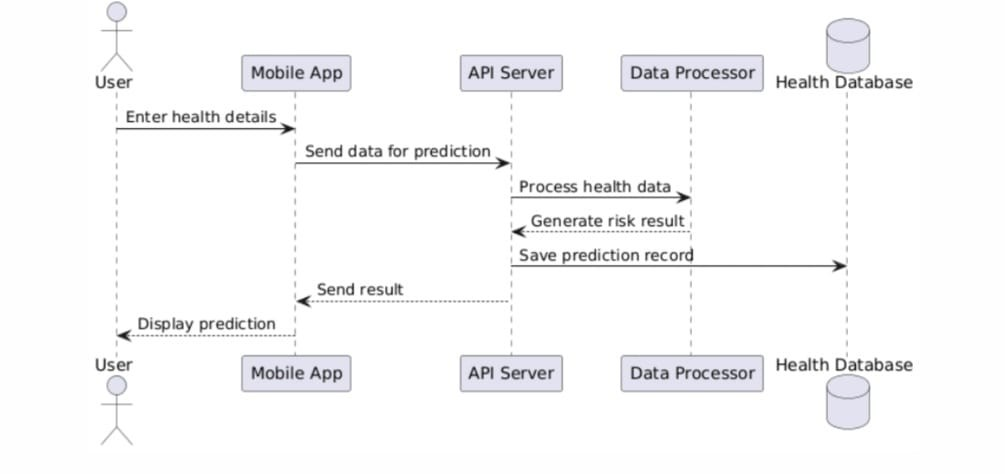 User
Mobile App
API Server
Data Processor
Health Database
Enter health details
Send data for prediction
Process health data
Generate risk result
Save prediction record
Send result
Display prediction
User
Mobile App
API Server
Data Processor
Health Database